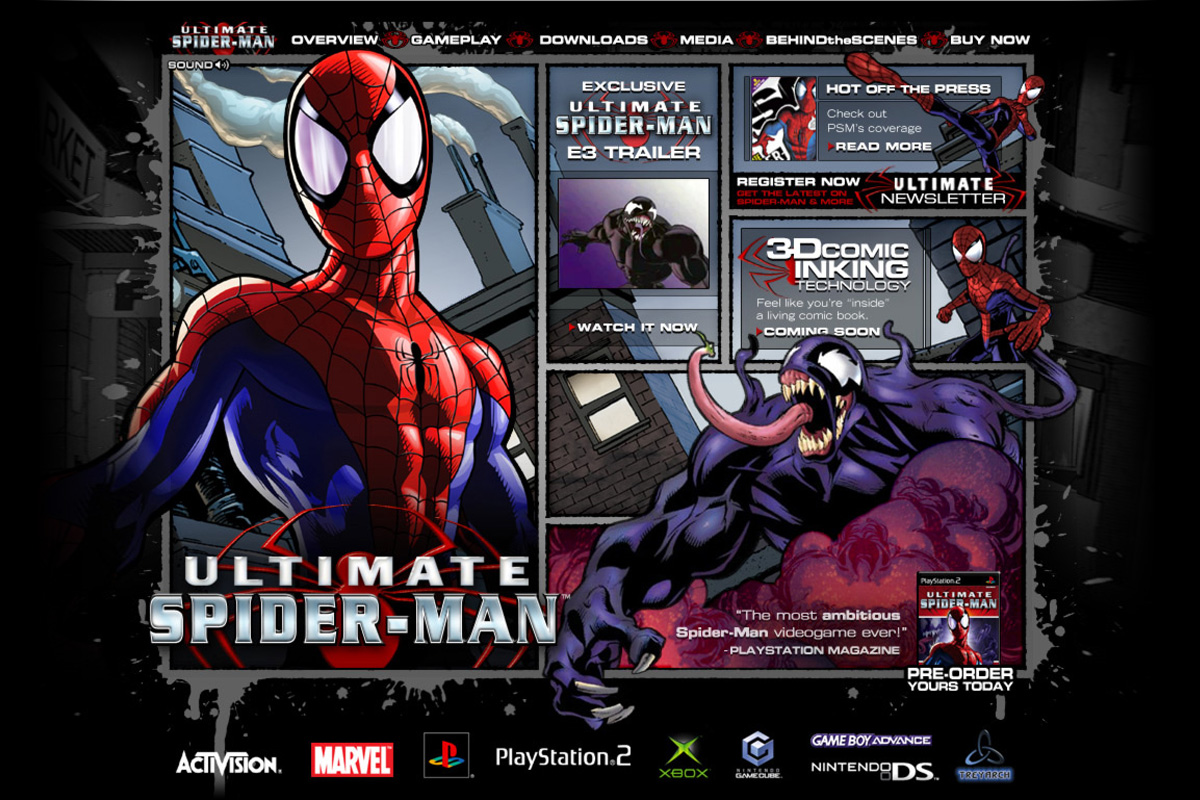 ULTIMATE
SPIDER-MAN
OVERVIEW
GAMEPLAY
DOWNLOADS
MEDIA
BEHINDtheSCENES
BUY NOW
SOUND
RKET
EXCLUSIVE
ULTIMATE
SPIDER-MAN
E3 TRAILER
WATCH IT NOW
HOT OFF THE PRESS
Check out
PSM's coverage
READ MORE
REGISTER NOW
GET THE LATEST ON
SPIDER-MAN & MORE
ULTIMATE
NEWSLETTER
3D COMIC
INKING
TECHNOLOGY
Feel like you're "inside"
a living comic book.
COMING SOON
ULTIMATE
SPIDER-MAN™
"The most ambitious
Spider-Man videogame ever!"
- PLAYSTATION MAGAZINE
PlayStation.2
ULTIMATE
SPIDER-MAN
PRE-ORDER
YOURS TODAY
ACTIVISION.
MARVEL
PlayStation.2
XBOX
NINTENDO
GAMECUBE.
GAME BOY ADVANCE
NINTENDO DS™
TREYARCH